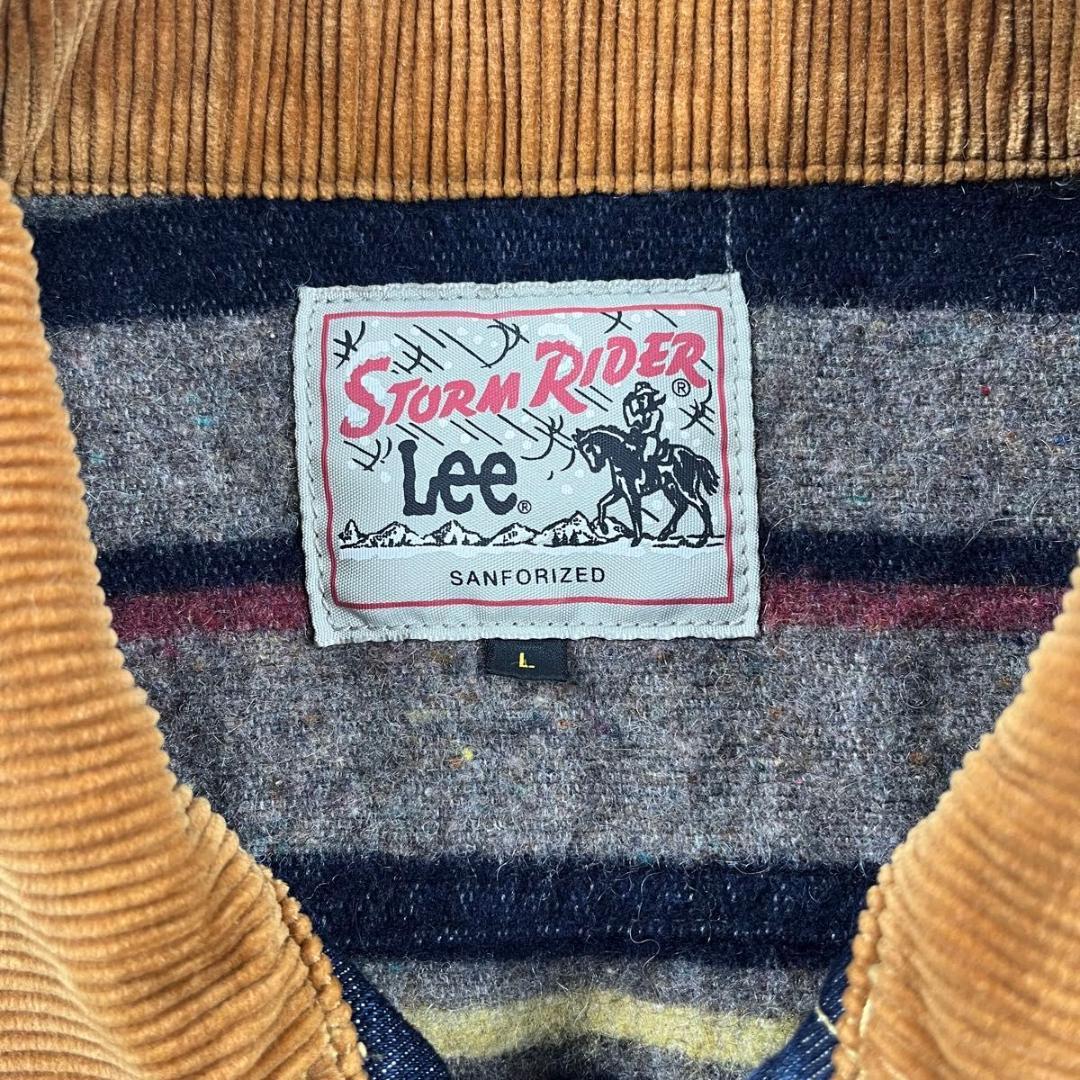 STORM RIDER ®
Lee ®
SANFORIZED
L